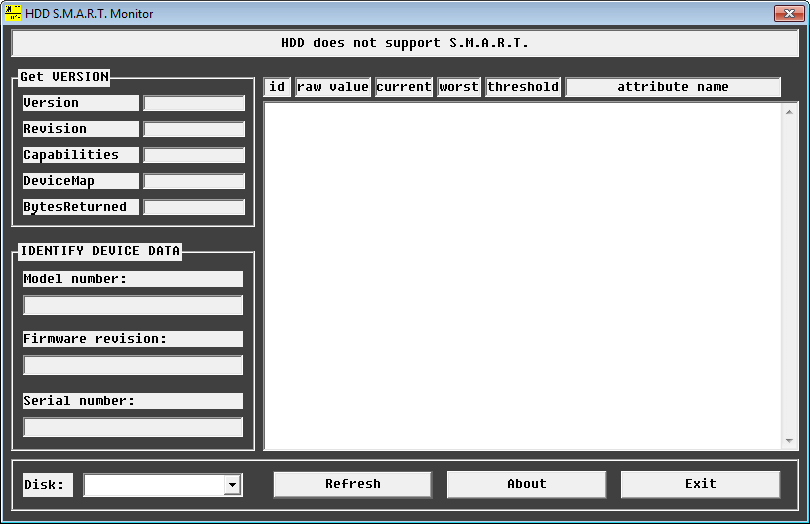 HDD S.M.A.R.T. Monitor
HDD does not support S.M.A.R.T.
Get VERSION
Version
Revision
Capabilities
DeviceMap
BytesReturned
IDENTIFY DEVICE DATA
Model number:
Firmware revision:
Serial number:
id raw value current worst threshold attribute name
Disk:
Refresh
About
Exit